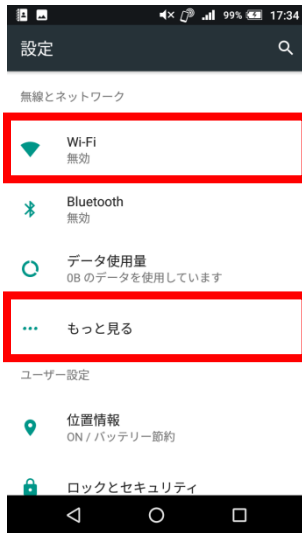 99% 17:34
設定
無線とネットワーク
Wi-Fi
無効
Bluetooth
無効
データ使用量
0B のデータを使用しています
もっと見る
ユーザー設定
位置情報
ON / バッテリー節約
ロックとセキュリティ